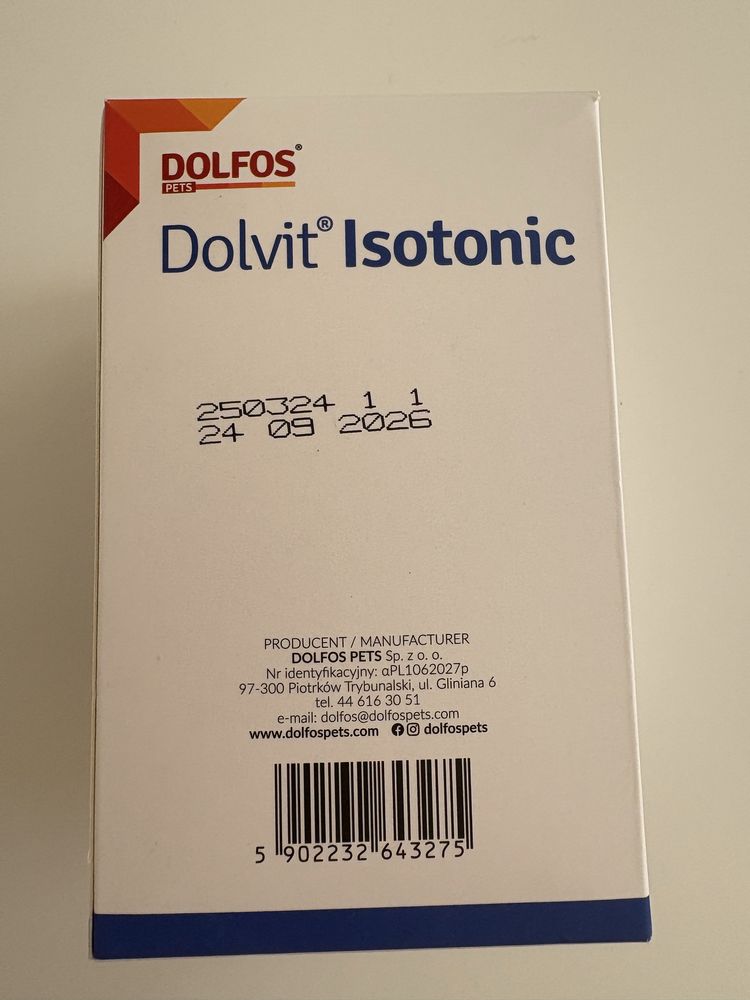 DOLFOS®
PETS
Dolvit® Isotonic
250324 1 1
24 09 2026
PRODUCENT / MANUFACTURER
DOLFOS PETS Sp. z o. o.
Nr identyfikacyjny: αPL1062027p
97-300 Piotrków Trybunalski, ul. Gliniana 6
tel. 44 616 30 51
e-mail: dolfos@dolfospets.com
www.dolfospets.com dolfospets
5 902232 643275